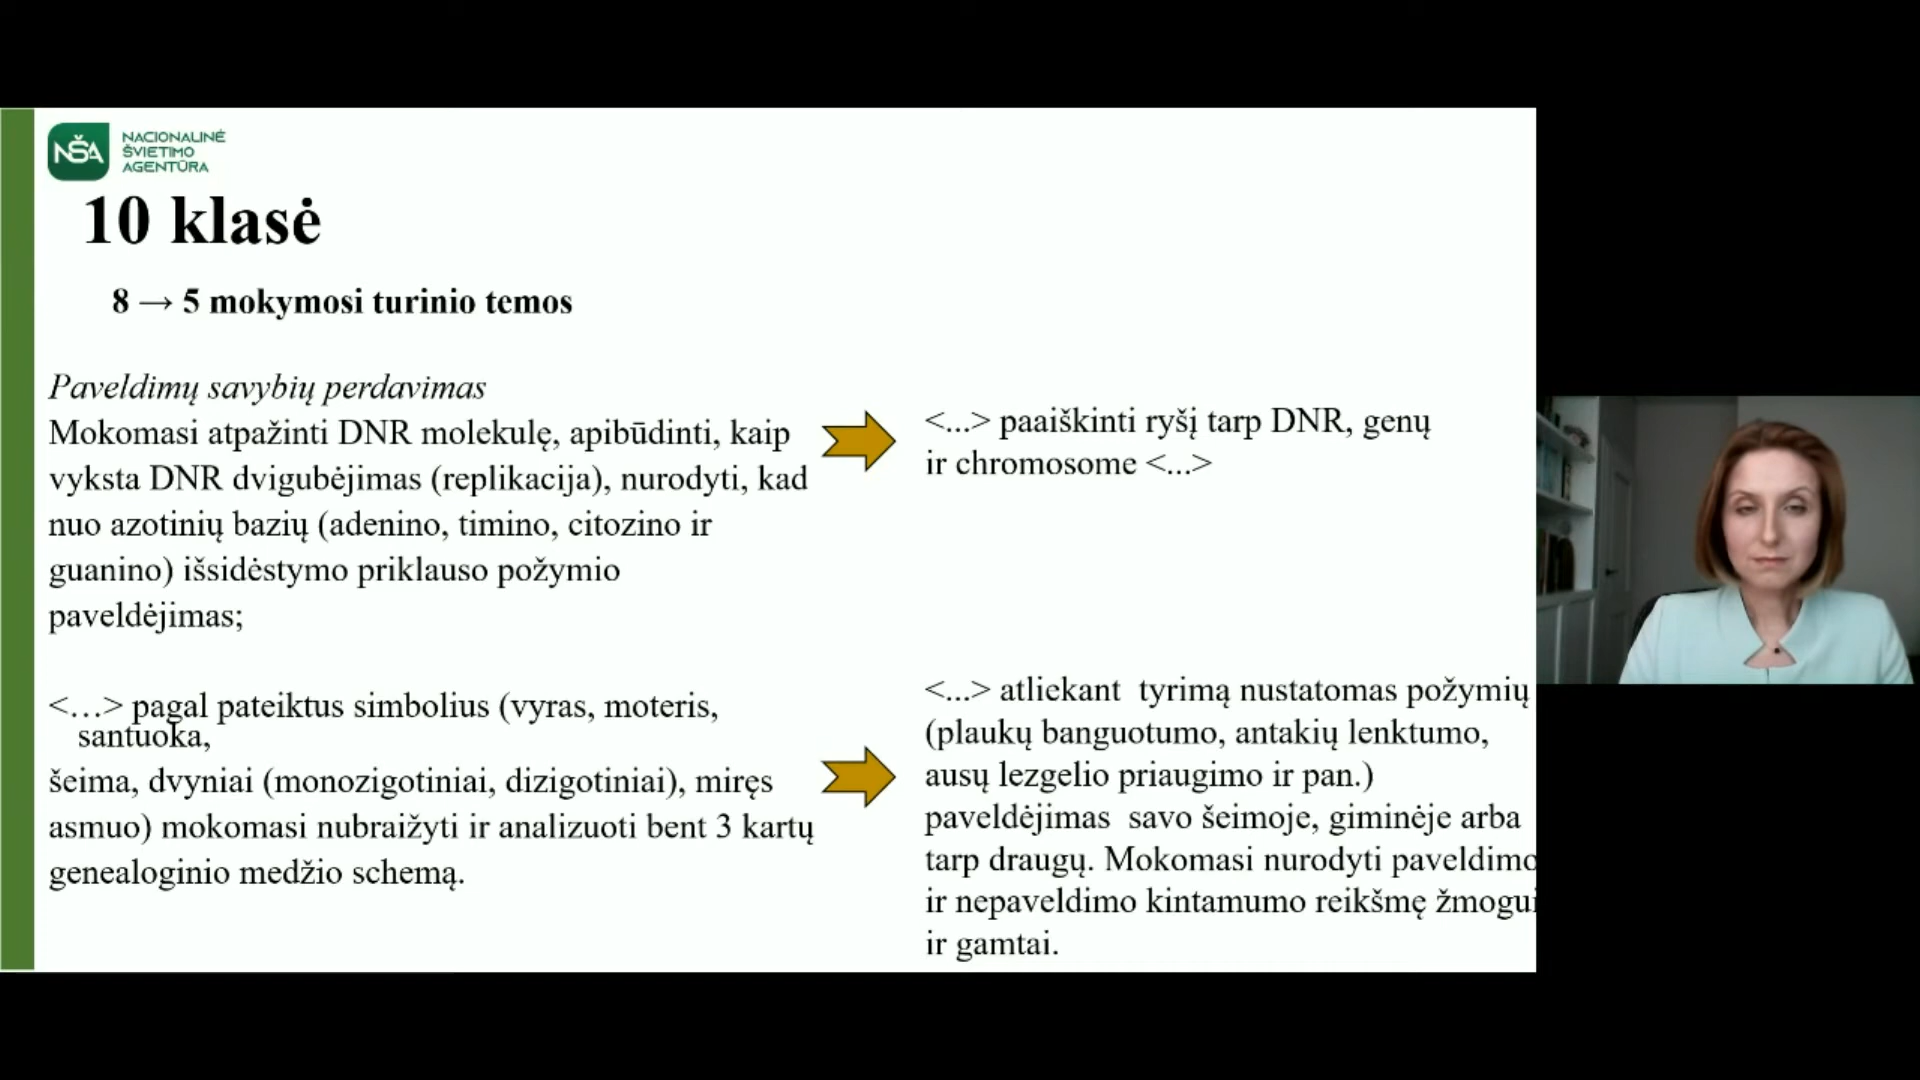 NŠA
NACIONALINĖ
ŠVIETIMO
AGENTŪRA
10 klasė
8 → 5 mokymosi turinio temos
Paveldimų savybių perdavimas
Mokomasi atpažinti DNR molekulę, apibūdinti, kaip
vyksta DNR dvigubėjimas (replikacija), nurodyti, kad
nuo azotinių bazių (adenino, timino, citozino ir
guanino) išsidėstymo priklauso požymio
paveldėjimas;
<...> paaiškinti ryšį tarp DNR, genų
ir chromosome <...>
<…> pagal pateiktus simbolius (vyras, moteris,
santuoka,
šeima, dvyniai (monozigotiniai, dizigotiniai), miręs
asmuo) mokomasi nubraižyti ir analizuoti bent 3 kartų
genealoginio medžio schemą.
<...> atliekant  tyrimą nustatomas požymių
(plaukų banguotumo, antakių lenktumo,
ausų lezgelio priaugimo ir pan.)
paveldėjimas  savo šeimoje, giminėje arba
tarp draugų. Mokomasi nurodyti paveldimo
ir nepaveldimo kintamumo reikšmę žmogui
ir gamtai.